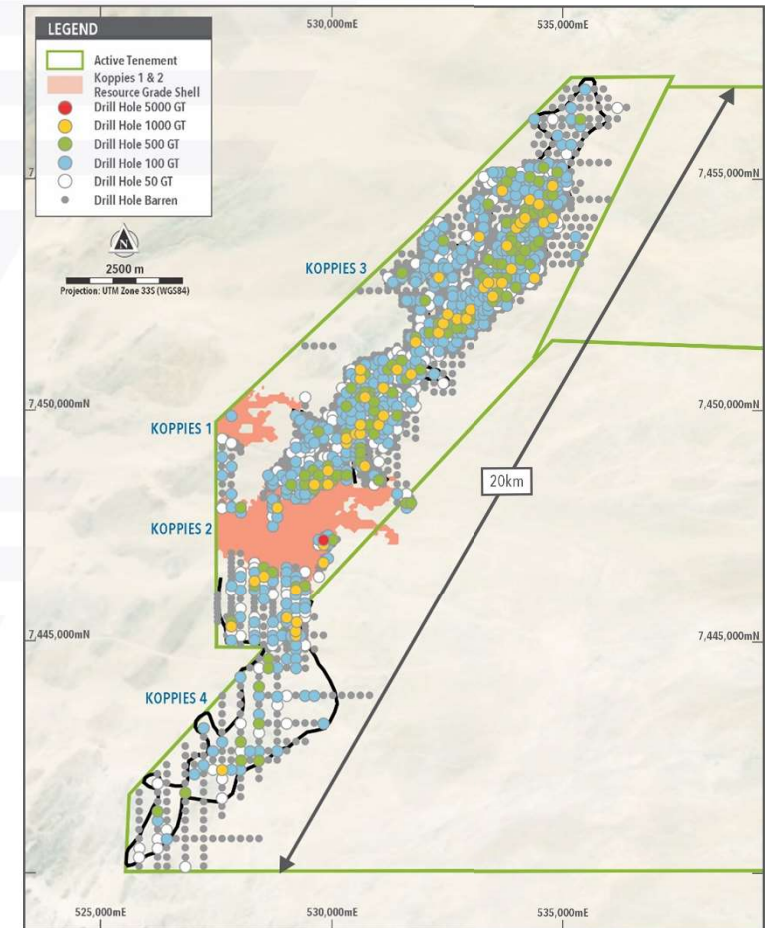 530,000mE
535,000mE
LEGEND
Active Tenement
Koppies 1 & 2
Resource Grade Shell
Drill Hole 5000 GT
Drill Hole 1000 GT
Drill Hole 500 GT
Drill Hole 100 GT
Drill Hole 50 GT
Drill Hole Barren
N
2500 m
Projection: UTM Zone 33S (WGS84)
7,455,000mN
KOPPIES 3
7,450,000mN
7,450,000mN
KOPPIES 1
20km
KOPPIES 2
7,445,000mN
7,445,000mN
KOPPIES 4
525,000mE
530,000mE
535,000mE